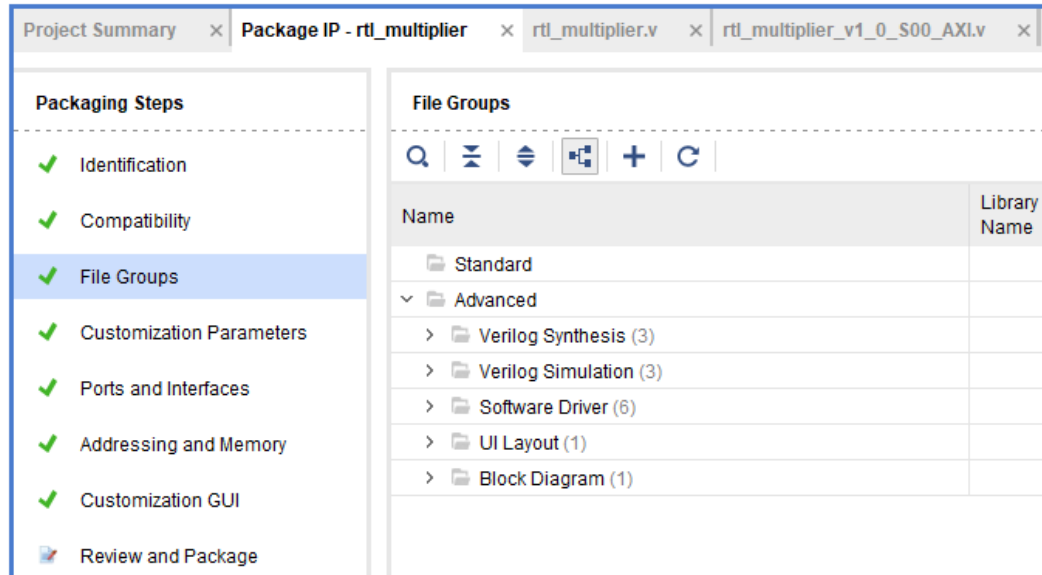 Project Summary × Package IP - rtl_multiplier × rtl_multiplier.v × rtl_multiplier_v1_0_S00_AXI.v ×
Packaging Steps
Identification
Compatibility
File Groups
Customization Parameters
Ports and Interfaces
Addressing and Memory
Customization GUI
Review and Package
File Groups
Name
Library
Name
Standard
Advanced
Verilog Synthesis (3)
Verilog Simulation (3)
Software Driver (6)
UI Layout (1)
Block Diagram (1)